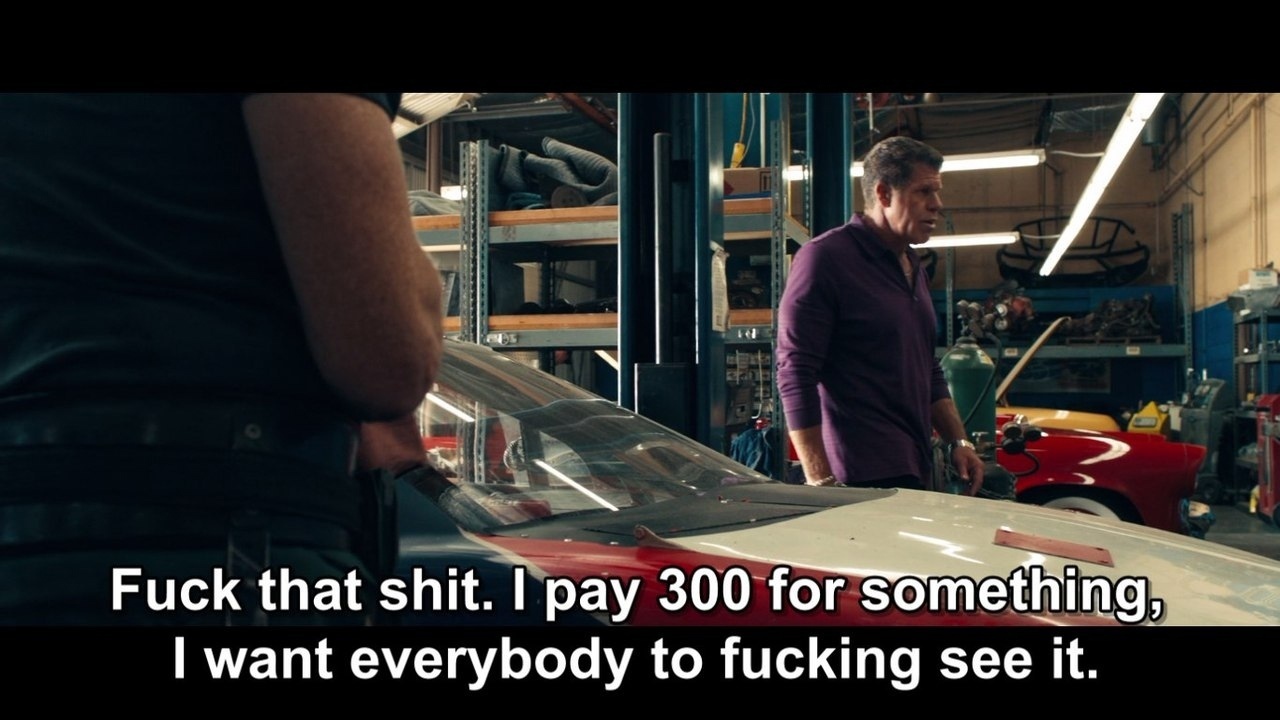 Fuck that shit. I pay 300 for something,
I want everybody to fucking see it.